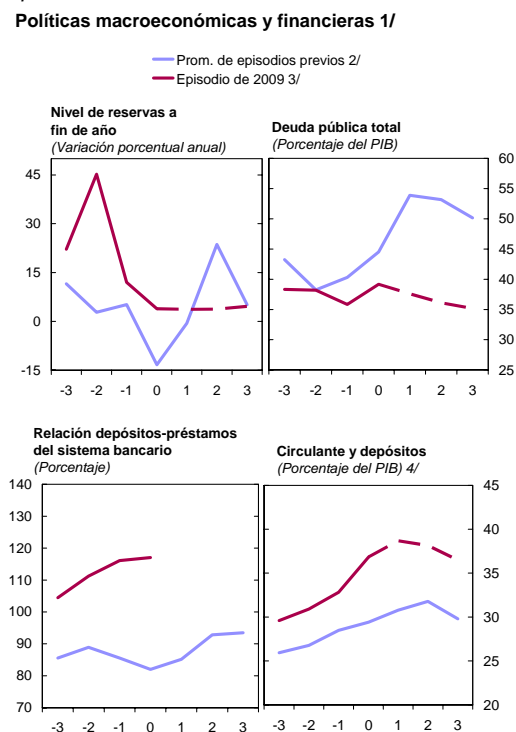 Políticas macroeconómicas y financieras 1/
Prom. de episodios previos 2/
Episodio de 2009 3/
Nivel de reservas a
fin de año
(Variación porcentual anual)
45
30
15
0
-15
-3 -2 -1 0 1 2 3
Deuda pública total
(Porcentaje del PIB)
60
55
50
45
40
35
30
25
-3 -2 -1 0 1 2 3
Relación depósitos-préstamos
del sistema bancario
(Porcentaje)
140
130
120
110
100
90
80
70
-3 -2 -1 0 1 2 3
Circulante y depósitos
(Porcentaje del PIB) 4/
45
40
35
30
25
20
-3 -2 -1 0 1 2 3